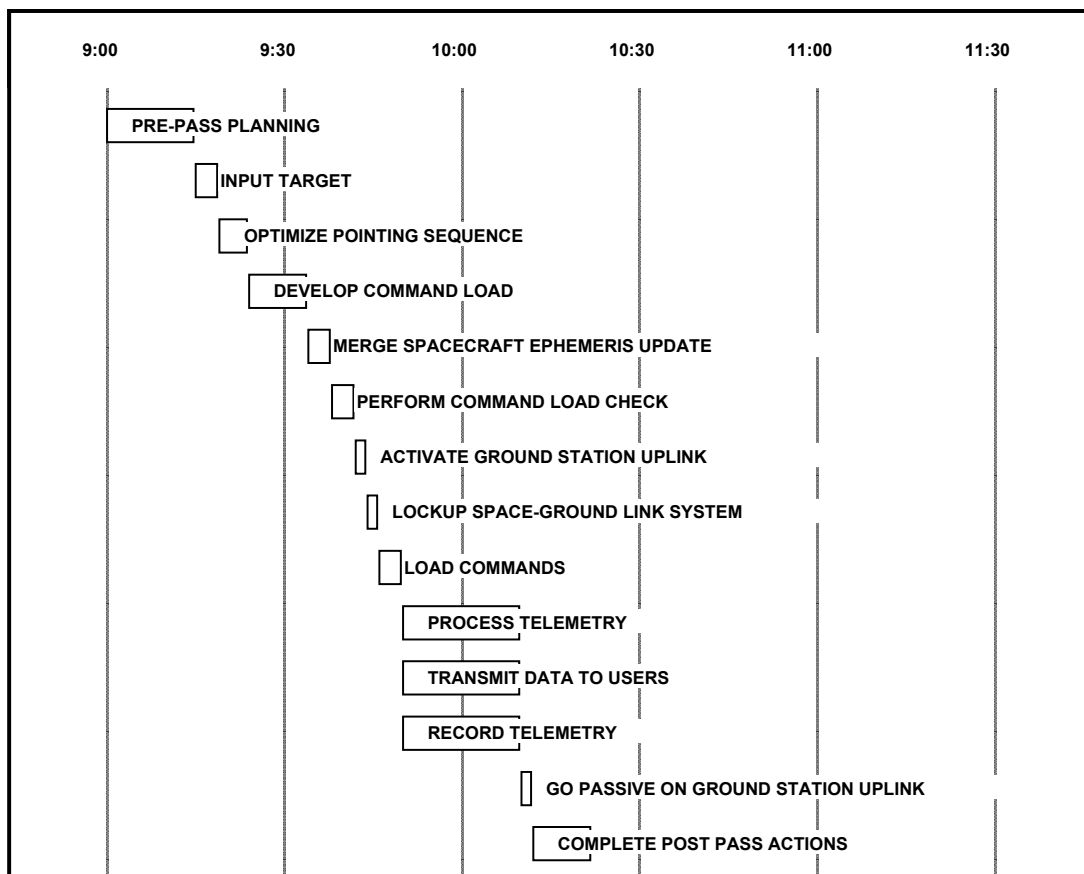 9:00 9:30 10:00 10:30 11:00 11:30
PRE-PASS PLANNING
INPUT TARGET
OPTIMIZE POINTING SEQUENCE
DEVELOP COMMAND LOAD
MERGE SPACECRAFT EPHEMERIS UPDATE
PERFORM COMMAND LOAD CHECK
ACTIVATE GROUND STATION UPLINK
LOCKUP SPACE-GROUND LINK SYSTEM
LOAD COMMANDS
PROCESS TELEMETRY
TRANSMIT DATA TO USERS
RECORD TELEMETRY
GO PASSIVE ON GROUND STATION UPLINK
COMPLETE POST PASS ACTIONS